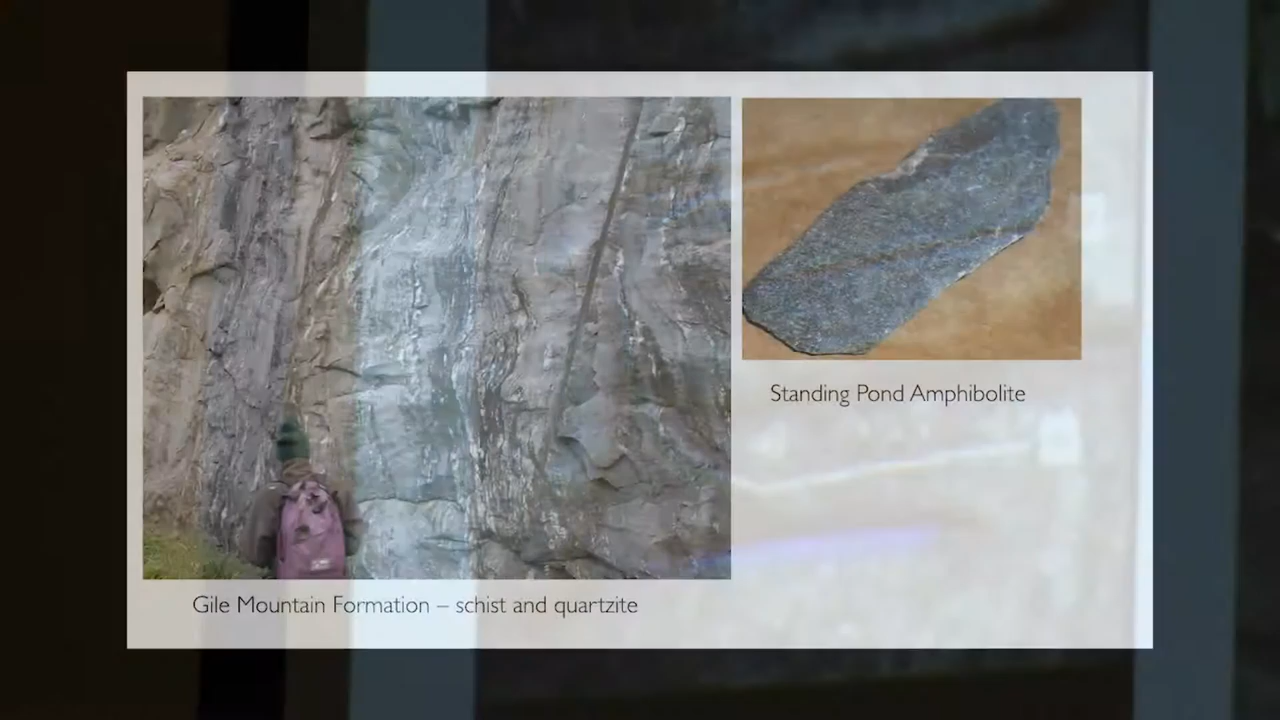 Standing Pond Amphibolite
Gile Mountain Formation – schist and quartzite